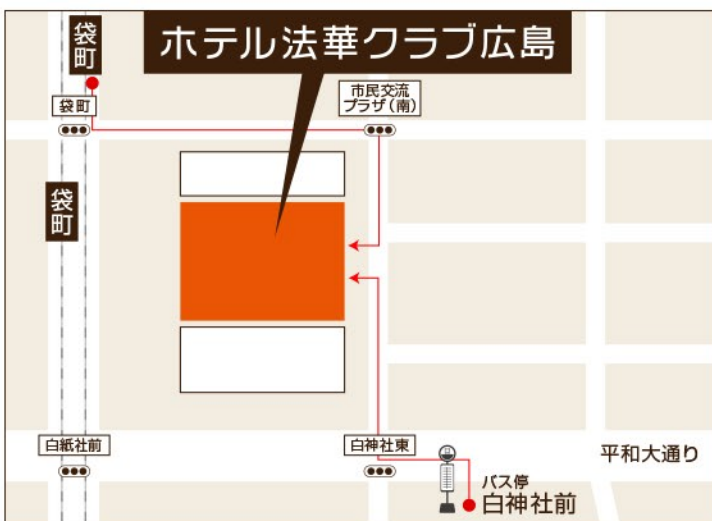 袋町
ホテル法華クラブ広島
袋町
市民交流
プラザ(南)
袋町
白紙社前
白神社東
平和大通り
バス停
白神社前